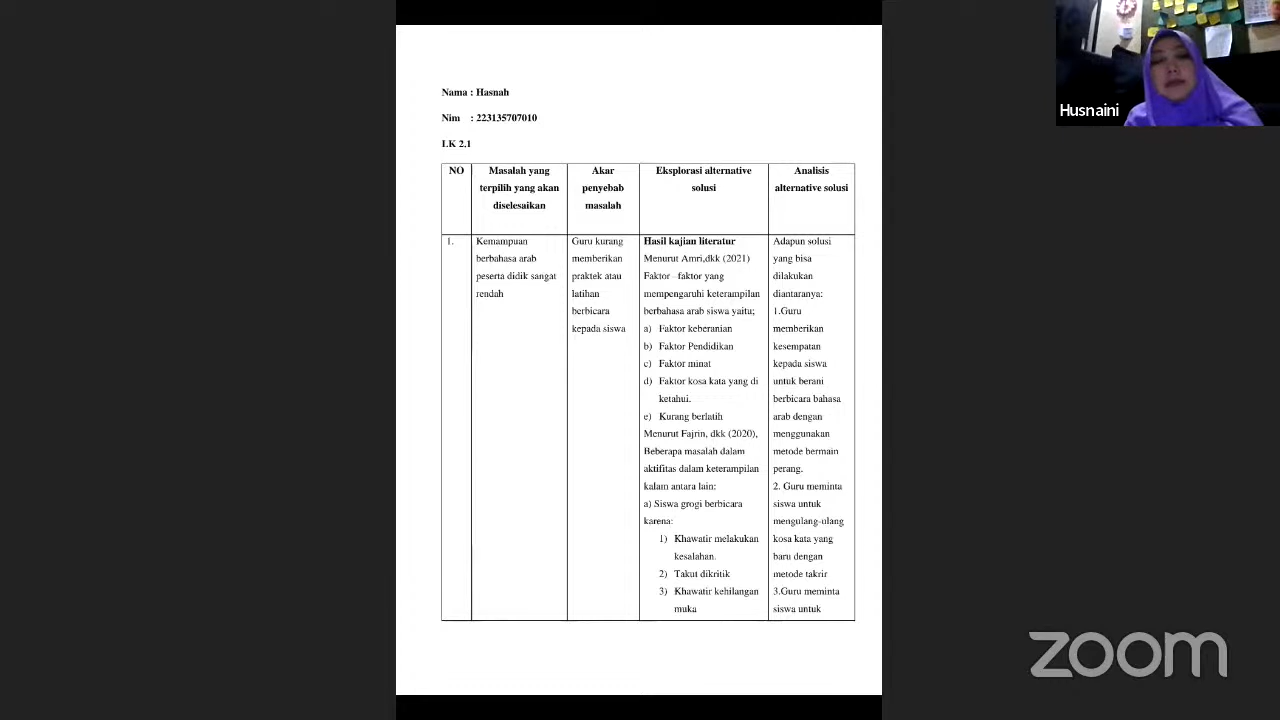 Nama : Hasnah
Nim : 223135707010
LK 2.1
NO
Masalah yang
terpilih yang akan
diselesaikan
Akar
penyebab
masalah
Eksplorasi alternative
solusi
Analisis
alternative solusi
1.
Kemampuan
berbahasa arab
peserta didik sangat
rendah
Guru kurang
memberikan
praktek atau
latihan
berbicara
kepada siswa
Hasil kajian literatur
Menurut Amri,dkk (2021)
Faktor –faktor yang
mempengaruhi keterampilan
berbahasa arab siswa yaitu;
a) Faktor keberanian
b) Faktor Pendidikan
c) Faktor minat
d) Faktor kosa kata yang di
ketahui.
e) Kurang berlatih
Menurut Fajrin, dkk (2020),
Beberapa masalah dalam
aktifitas dalam keterampilan
kalam antara lain:
a) Siswa grogi berbicara
karena:
1) Khawatir melakukan
kesalahan.
2) Takut dikritik
3) Khawatir kehilangan
muka
Adapun solusi
yang bisa
dilakukan
diantaranya:
1.Guru
memberikan
kesempatan
kepada siswa
untuk berani
berbicara bahasa
arab dengan
menggunakan
metode bermain
perang.
2. Guru meminta
siswa untuk
mengulang-ulang
kosa kata yang
baru dengan
metode takrir
3.Guru meminta
siswa untuk
Husnaini
zoom